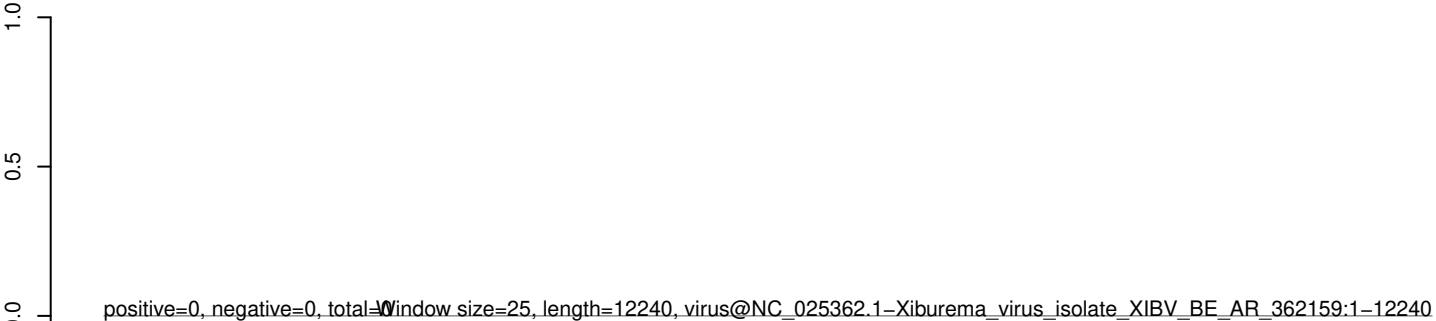 1.0
0.5
0.0
positive=0, negative=0, total=0
Window size=25, length=12240, virus@NC_025362.1−Xiburema_virus_isolate_XIBV_BE_AR_362159:1−12240